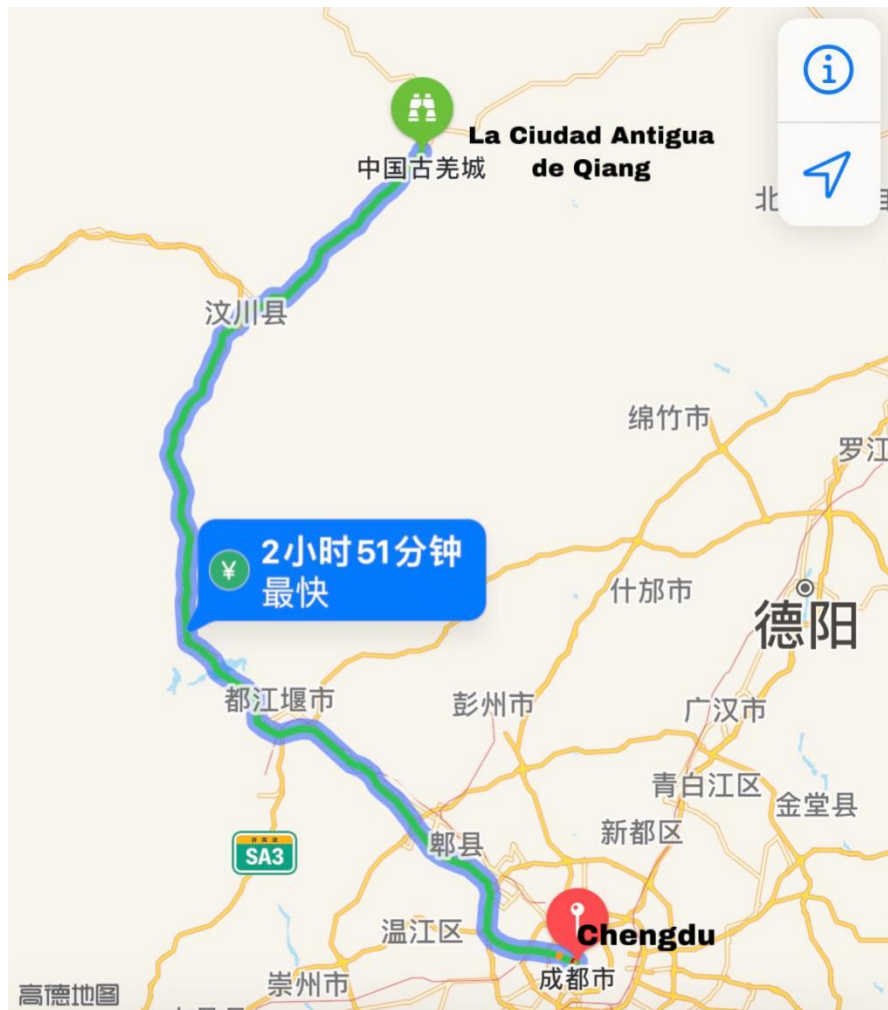 La Ciudad Antigua
de Qiang
中国古羌城
北
汶川县
绵竹市
罗江
¥ 2小时51分钟
最快
什邡市
德阳
都江堰市
彭州市
广汉市
青白江区
金堂县
新都区
郫县
SA3
温江区
Chengdu
成都市
崇州市
高德地图